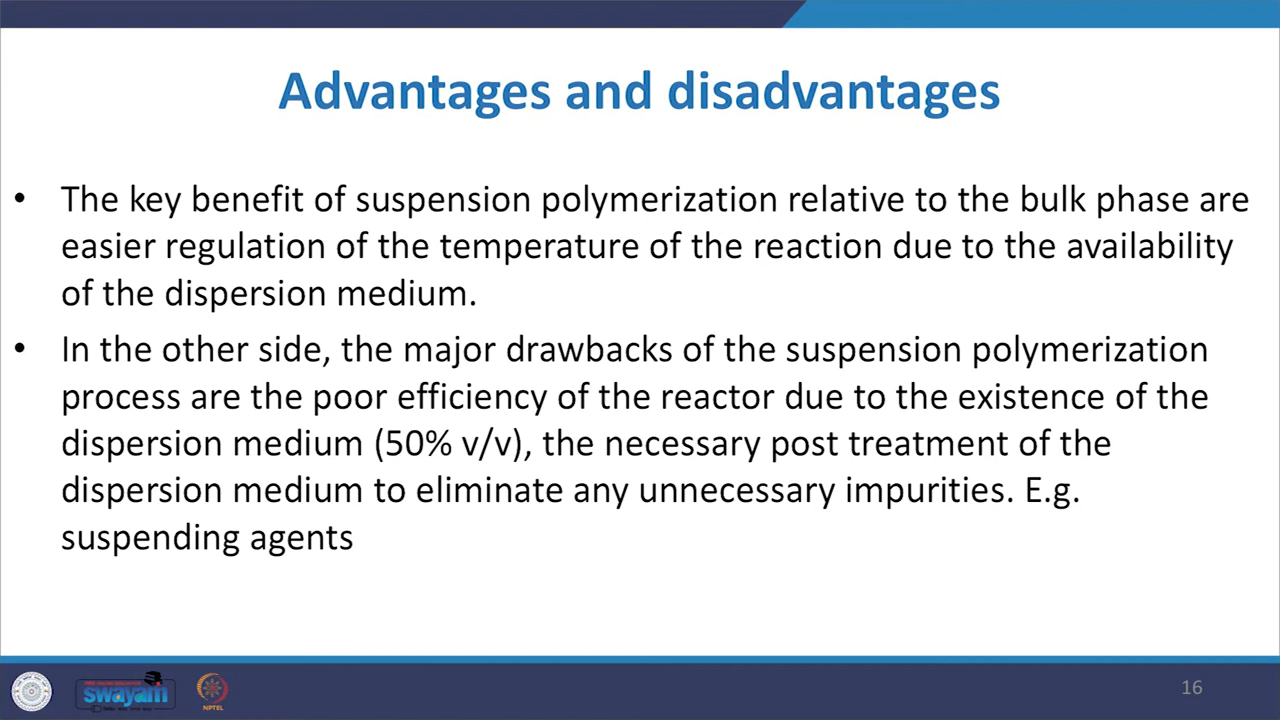 Advantages and disadvantages
• The key benefit of suspension polymerization relative to the bulk phase are
easier regulation of the temperature of the reaction due to the availability
of the dispersion medium.
• In the other side, the major drawbacks of the suspension polymerization
process are the poor efficiency of the reactor due to the existence of the
dispersion medium (50% v/v), the necessary post treatment of the
dispersion medium to eliminate any unnecessary impurities. E.g.
suspending agents
swayam
NPTEL
16